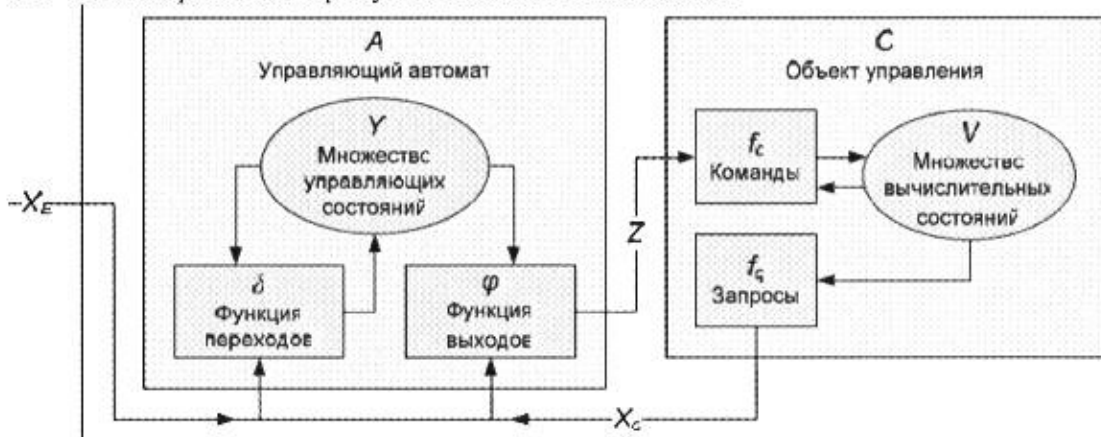 A
Управляющий автомат
Y
Множество
управляющих
состояний
δ
Функция
переходов
φ
Функция
выходов
C
Объект управления
f_c
Команды
V
Множество
вычислительных
состояний
f_q
Запросы
X_E
Z
X_C